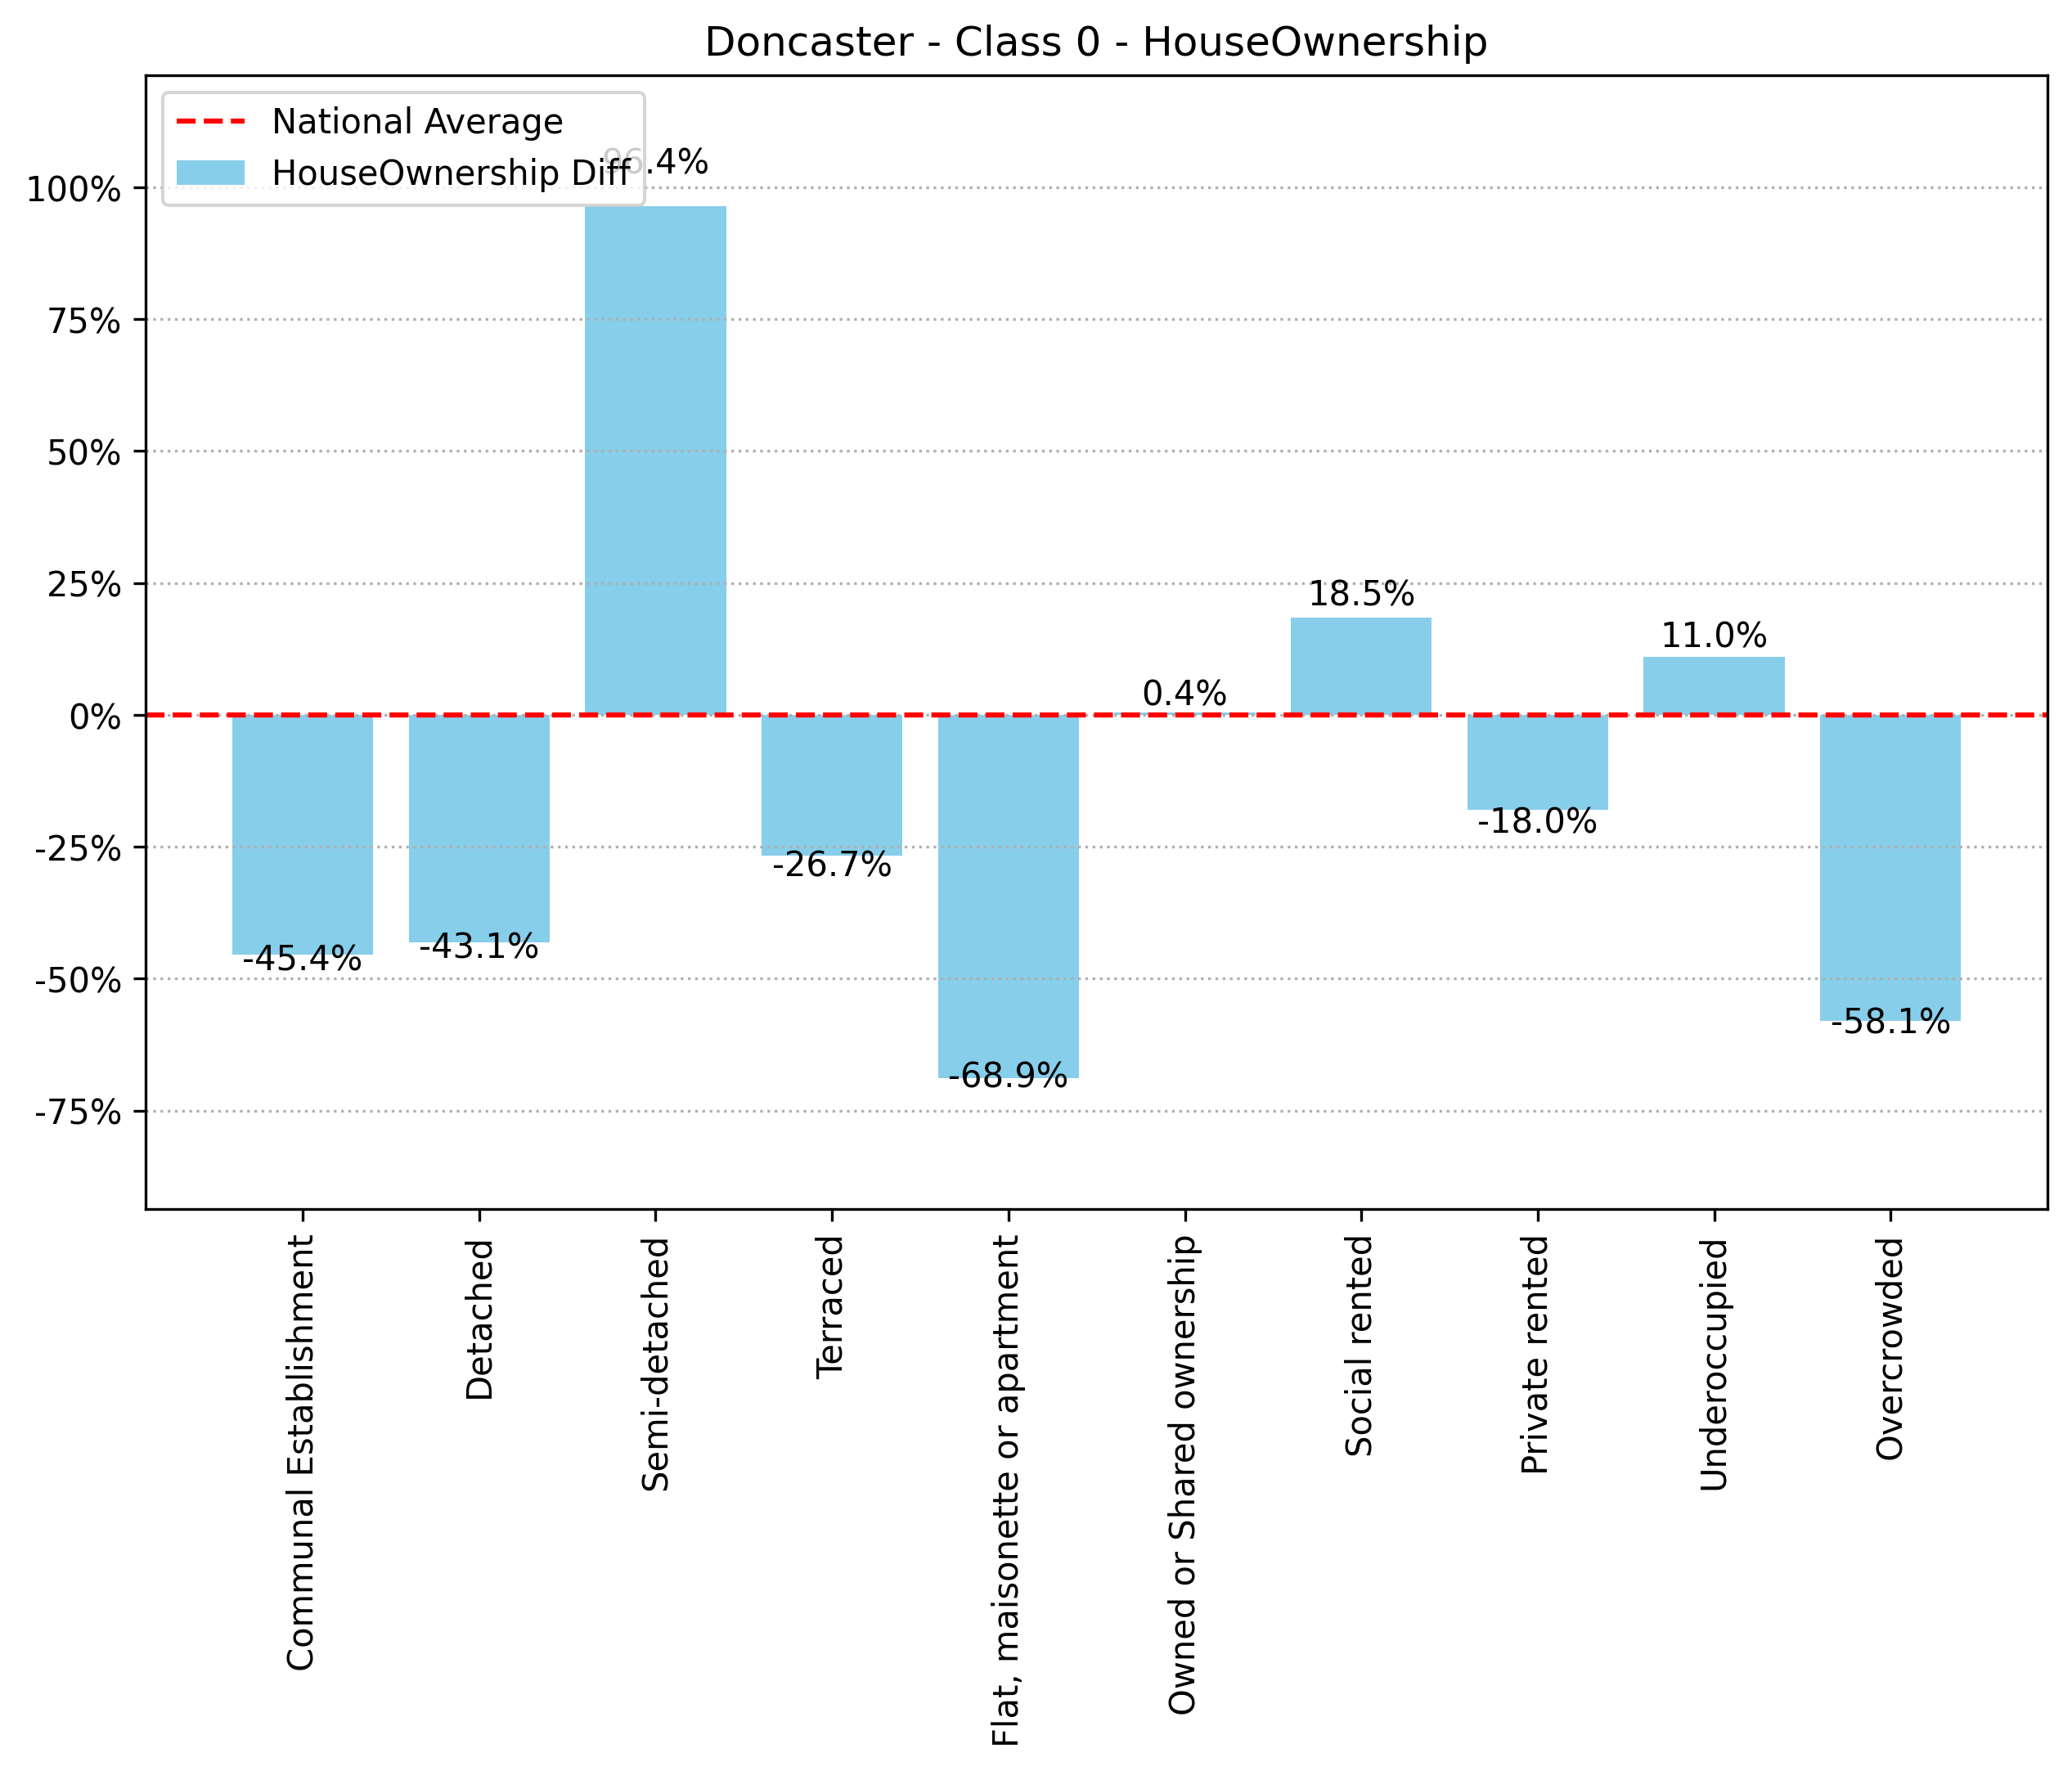 Doncaster - Class 0 - HouseOwnership
National Average
HouseOwnership Diff
96.4%
100%
75%
50%
25%
0%
-25%
-50%
-75%
-45.4%
-43.1%
-26.7%
-68.9%
0.4%
18.5%
-18.0%
11.0%
-58.1%
Communal Establishment
Detached
Semi-detached
Terraced
Flat, maisonette or apartment
Owned or Shared ownership
Social rented
Private rented
Underoccupied
Overcrowded